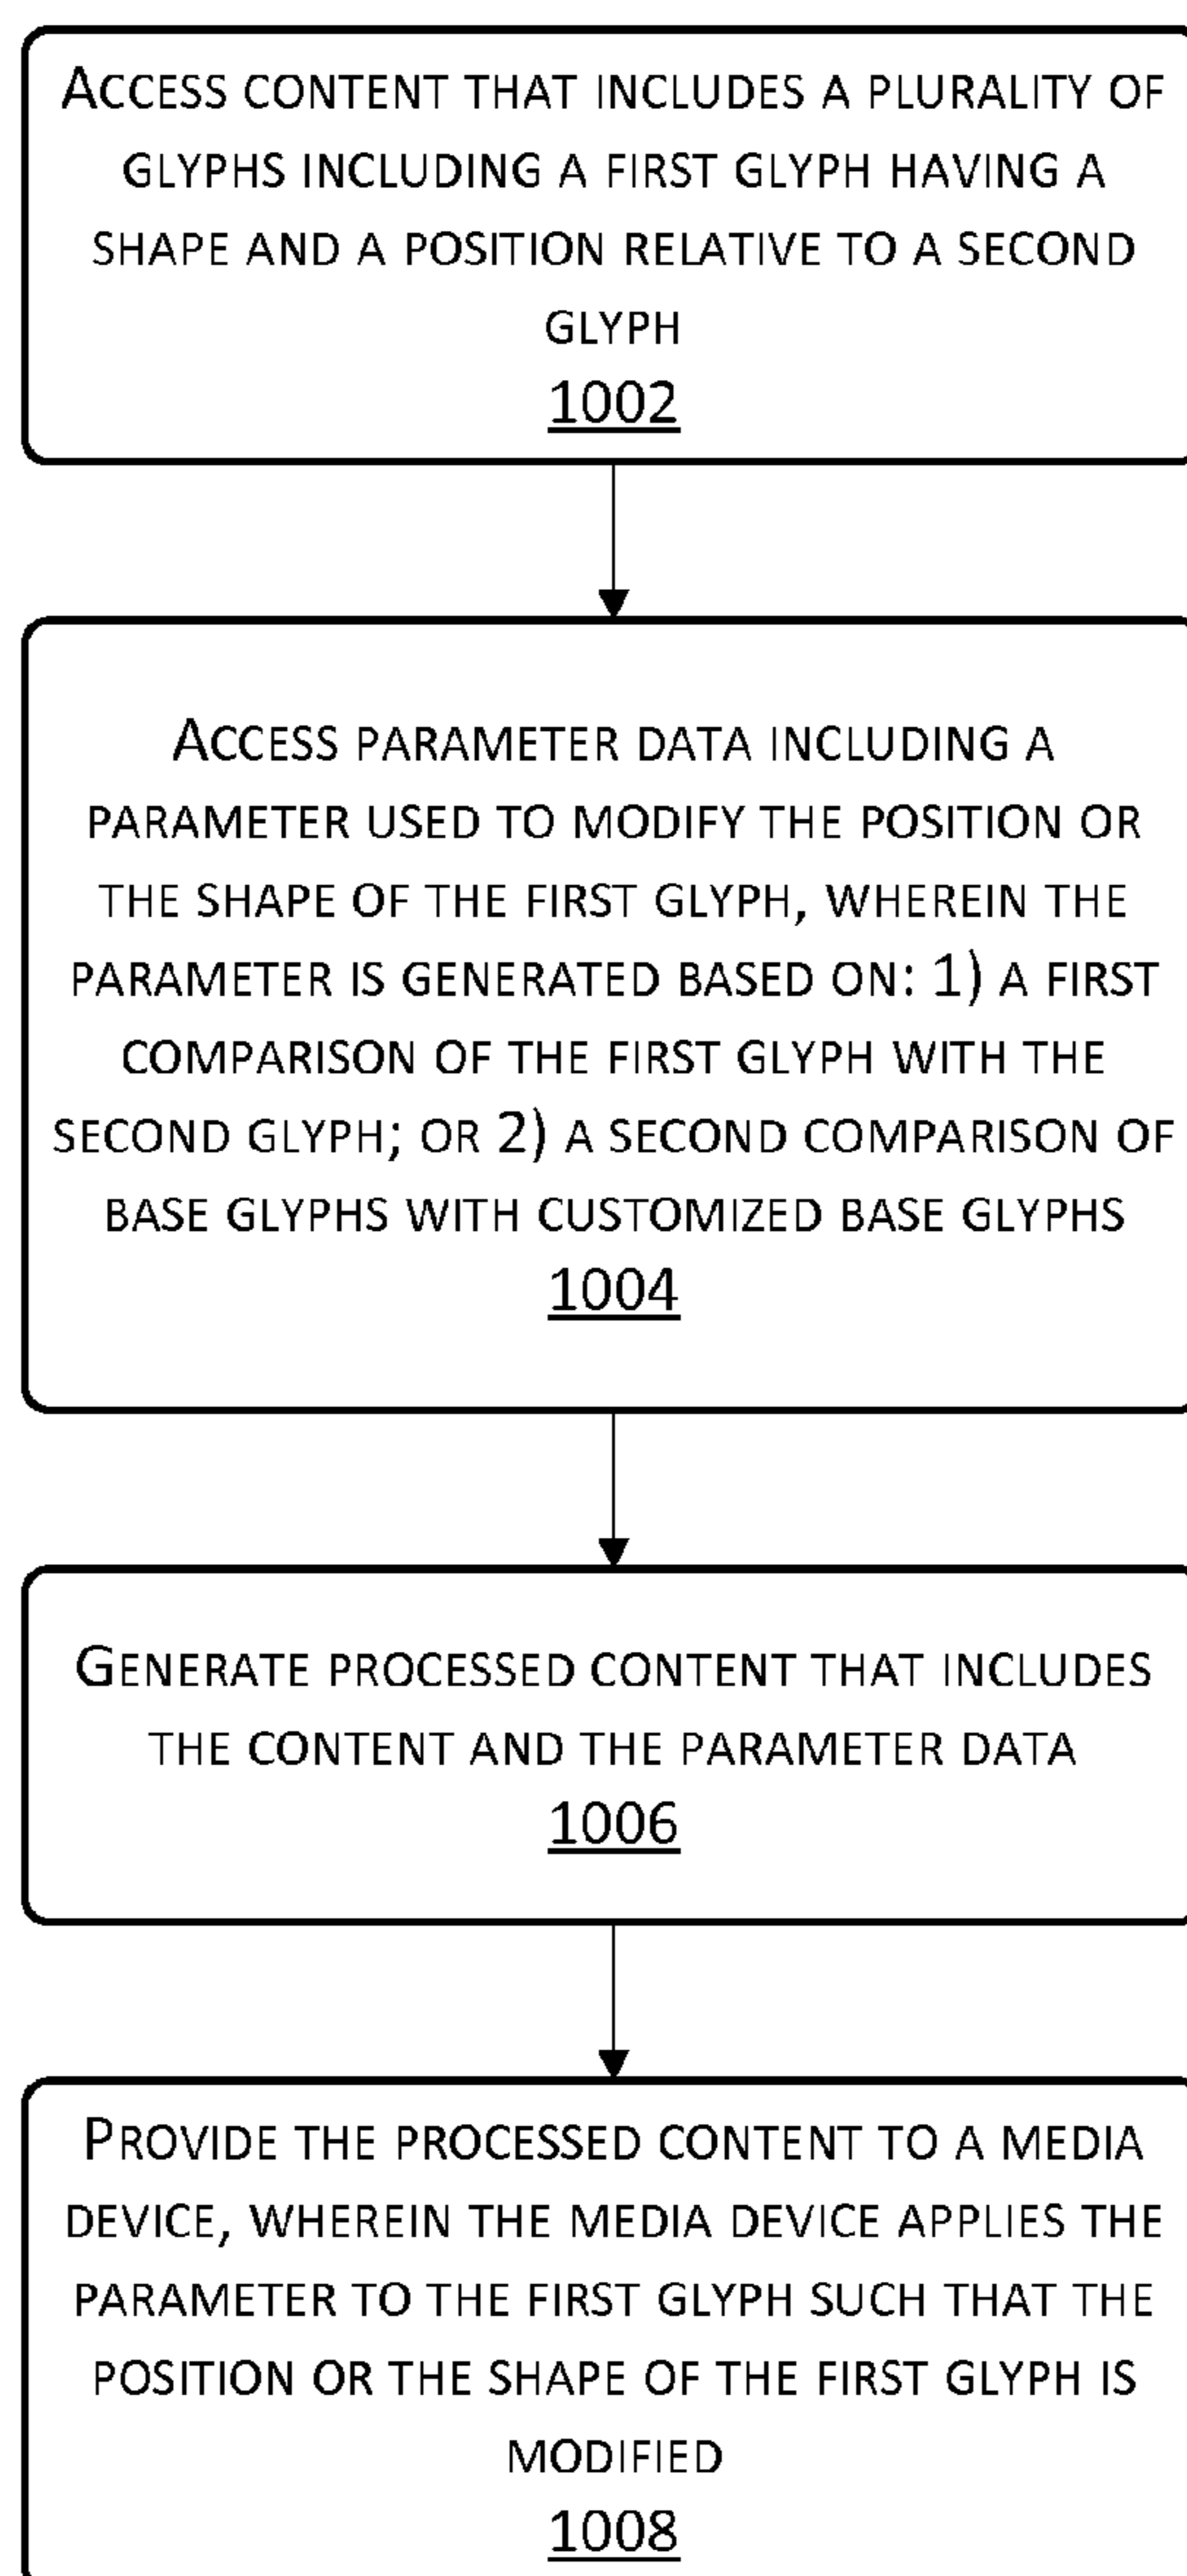 Access content that includes a plurality of
glyphs including a first glyph having a
shape and a position relative to a second
glyph
1002
Access parameter data including a
parameter used to modify the position or
the shape of the first glyph, wherein the
parameter is generated based on: 1) a first
comparison of the first glyph with the
second glyph; or 2) a second comparison of
base glyphs with customized base glyphs
1004
Generate processed content that includes
the content and the parameter data
1006
Provide the processed content to a media
device, wherein the media device applies the
parameter to the first glyph such that the
position or the shape of the first glyph is
modified
1008